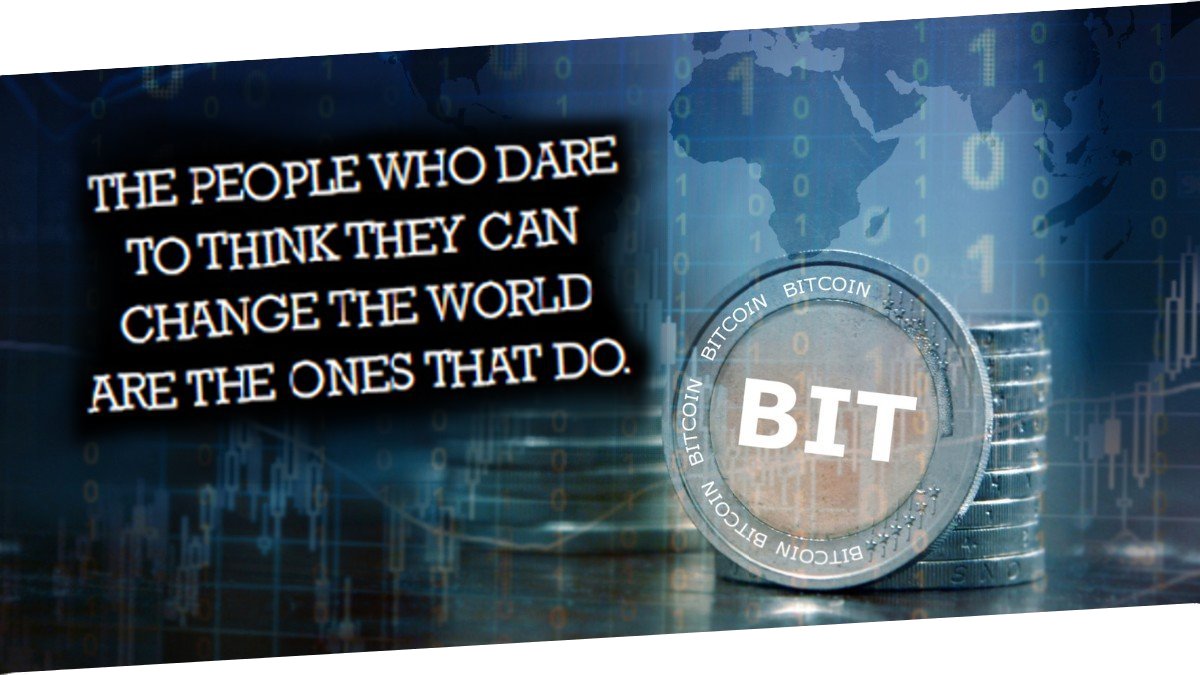 THE PEOPLE WHO DARE
TO THINK THEY CAN
CHANGE THE WORLD
ARE THE ONES THAT DO.
BITCOIN BITCOIN BITCOIN BITCOIN BITCOIN BITCOIN
BIT